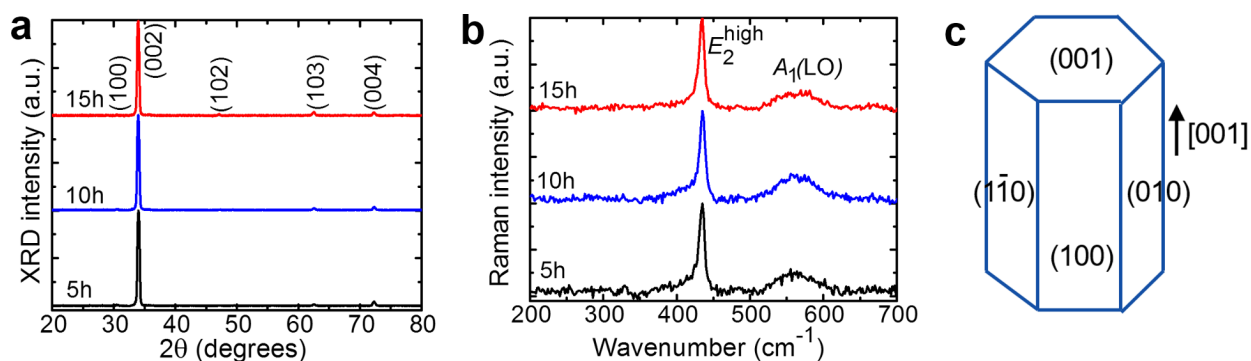 a
XRD intensity (a.u.)
(100)
(002)
(102)
(103)
(004)
15h
10h
5h
20 30 40 50 60 70 80
2θ (degrees)
b
Raman intensity (a.u.)
E₂^high
A₁(LO)
15h
10h
5h
200 300 400 500 600 700
Wavenumber (cm⁻¹)
c
(001)
[001]
(11̅0)
(010)
(100)